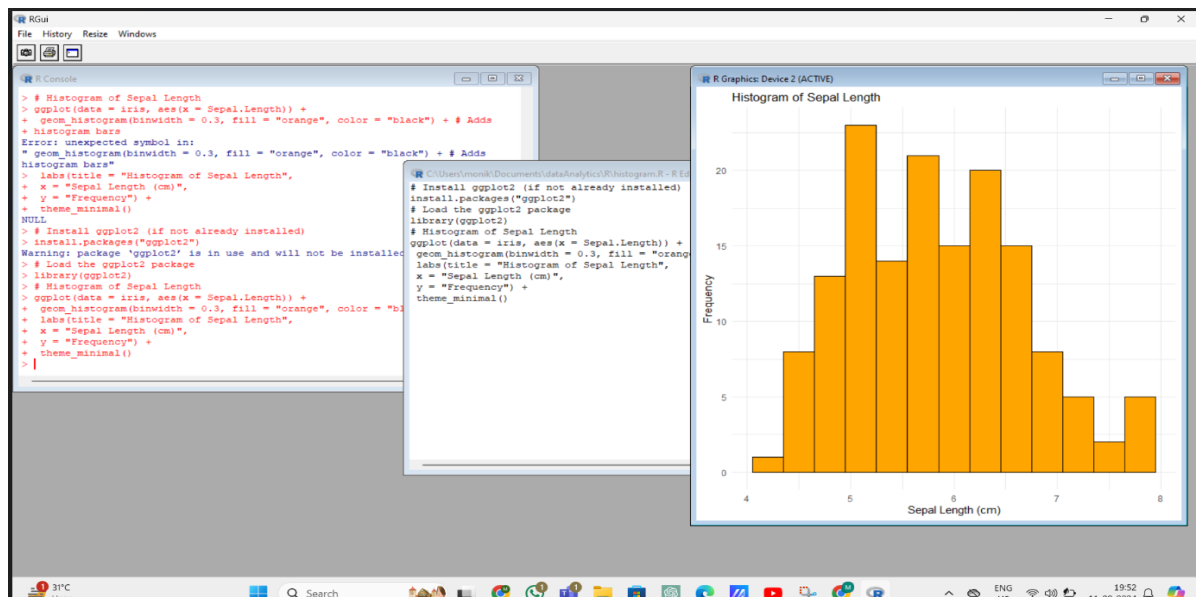 RGui
File History Resize Windows
R Console
> # Histogram of Sepal Length
> ggplot(data = iris, aes(x = Sepal.Length)) +
+  geom_histogram(binwidth = 0.3, fill = "orange", color = "black") + # Adds
+ histogram bars
Error: unexpected symbol in:
" geom_histogram(binwidth = 0.3, fill = "orange", color = "black") + # Adds
histogram bars"
>  labs(title = "Histogram of Sepal Length",
+  x = "Sepal Length (cm)",
+  y = "Frequency") +
+  theme_minimal()
NULL
> # Install ggplot2 (if not already installed)
> install.packages("ggplot2")
Warning: package ‘ggplot2’ is in use and will not be installed
> # Load the ggplot2 package
> library(ggplot2)
> # Histogram of Sepal Length
> ggplot(data = iris, aes(x = Sepal.Length)) +
+  geom_histogram(binwidth = 0.3, fill = "orange", color = "bl
+  labs(title = "Histogram of Sepal Length",
+  x = "Sepal Length (cm)",
+  y = "Frequency") +
+  theme_minimal()
>
C:\Users\monik\Documents\dataAnalytics\R\histogram.R - R Ed
# Install ggplot2 (if not already installed)
install.packages("ggplot2")
# Load the ggplot2 package
library(ggplot2)
# Histogram of Sepal Length
ggplot(data = iris, aes(x = Sepal.Length)) +
 geom_histogram(binwidth = 0.3, fill = "orang
 labs(title = "Histogram of Sepal Length",
 x = "Sepal Length (cm)",
 y = "Frequency") +
 theme_minimal()
R Graphics: Device 2 (ACTIVE)
Histogram of Sepal Length
20
15
10
5
0
Frequency
4 5 6 7 8
Sepal Length (cm)
1
31°C
Search
ENG
19:52